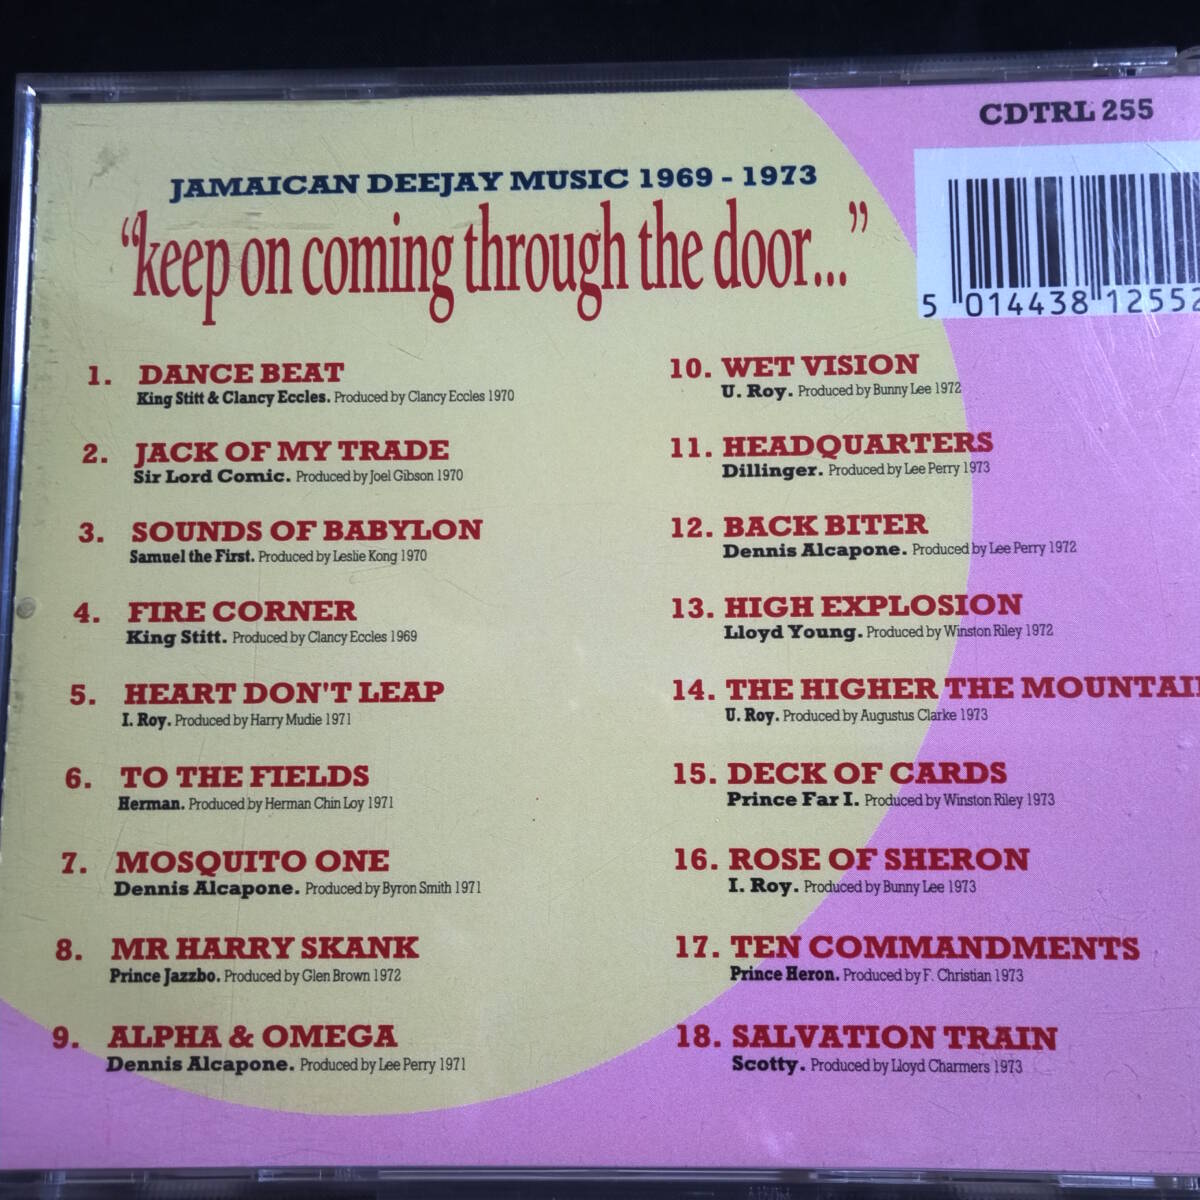 CDTRL 255
JAMAICAN DEEJAY MUSIC 1969 - 1973
"keep on coming through the door..."
5 014438 12552
1. DANCE BEAT
King Stitt & Clancy Eccles. Produced by Clancy Eccles 1970
2. JACK OF MY TRADE
Sir Lord Comic. Produced by Joel Gibson 1970
3. SOUNDS OF BABYLON
Samuel the First. Produced by Leslie Kong 1970
4. FIRE CORNER
King Stitt. Produced by Clancy Eccles 1969
5. HEART DON'T LEAP
I. Roy. Produced by Harry Mudie 1971
6. TO THE FIELDS
Herman. Produced by Herman Chin Loy 1971
7. MOSQUITO ONE
Dennis Alcapone. Produced by Byron Smith 1971
8. MR HARRY SKANK
Prince Jazzbo. Produced by Glen Brown 1972
9. ALPHA & OMEGA
Dennis Alcapone. Produced by Lee Perry 1971
10. WET VISION
U. Roy. Produced by Bunny Lee 1972
11. HEADQUARTERS
Dillinger. Produced by Lee Perry 1973
12. BACK BITER
Dennis Alcapone. Produced by Lee Perry 1972
13. HIGH EXPLOSION
Lloyd Young. Produced by Winston Riley 1972
14. THE HIGHER THE MOUNTAI
U. Roy. Produced by Augustus Clarke 1973
15. DECK OF CARDS
Prince Far I. Produced by Winston Riley 1973
16. ROSE OF SHERON
I. Roy. Produced by Bunny Lee 1973
17. TEN COMMANDMENTS
Prince Heron. Produced by F. Christian 1973
18. SALVATION TRAIN
Scotty. Produced by Lloyd Charmers 1973